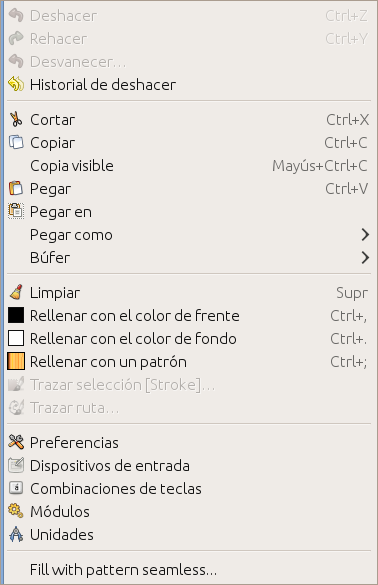 Deshacer Ctrl+Z
Rehacer Ctrl+Y
Desvanecer...
Historial de deshacer
Cortar Ctrl+X
Copiar Ctrl+C
Copia visible Mayús+Ctrl+C
Pegar Ctrl+V
Pegar en
Pegar como
Búfer
Limpiar Supr
Rellenar con el color de frente Ctrl+,
Rellenar con el color de fondo Ctrl+.
Rellenar con un patrón Ctrl+;
Trazar selección [Stroke]...
Trazar ruta...
Preferencias
Dispositivos de entrada
Combinaciones de teclas
Módulos
Unidades
Fill with pattern seamless...